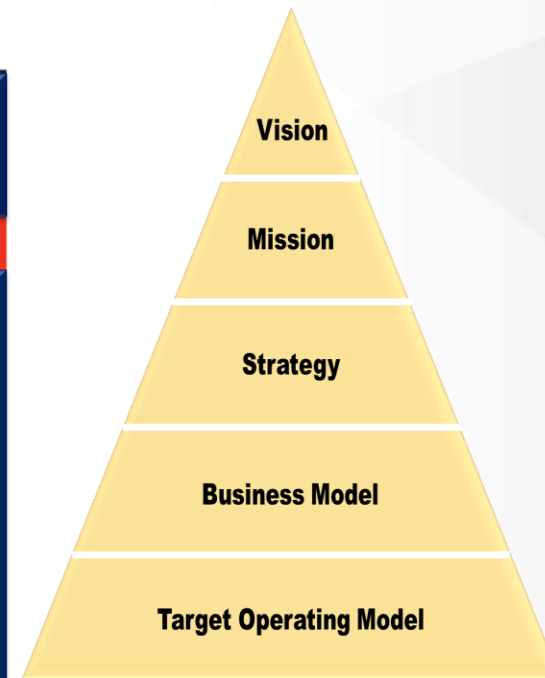 Vision
Mission
Strategy
Business Model
Target Operating Model